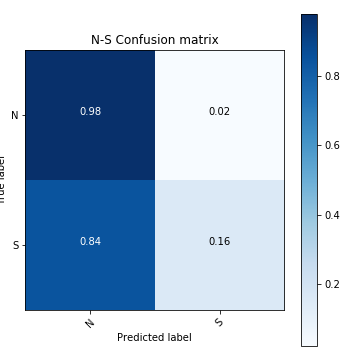 N-S Confusion matrix
N
0.98
0.02
S
0.84
0.16
N
S
Predicted label
0.8
0.6
0.4
0.2
label